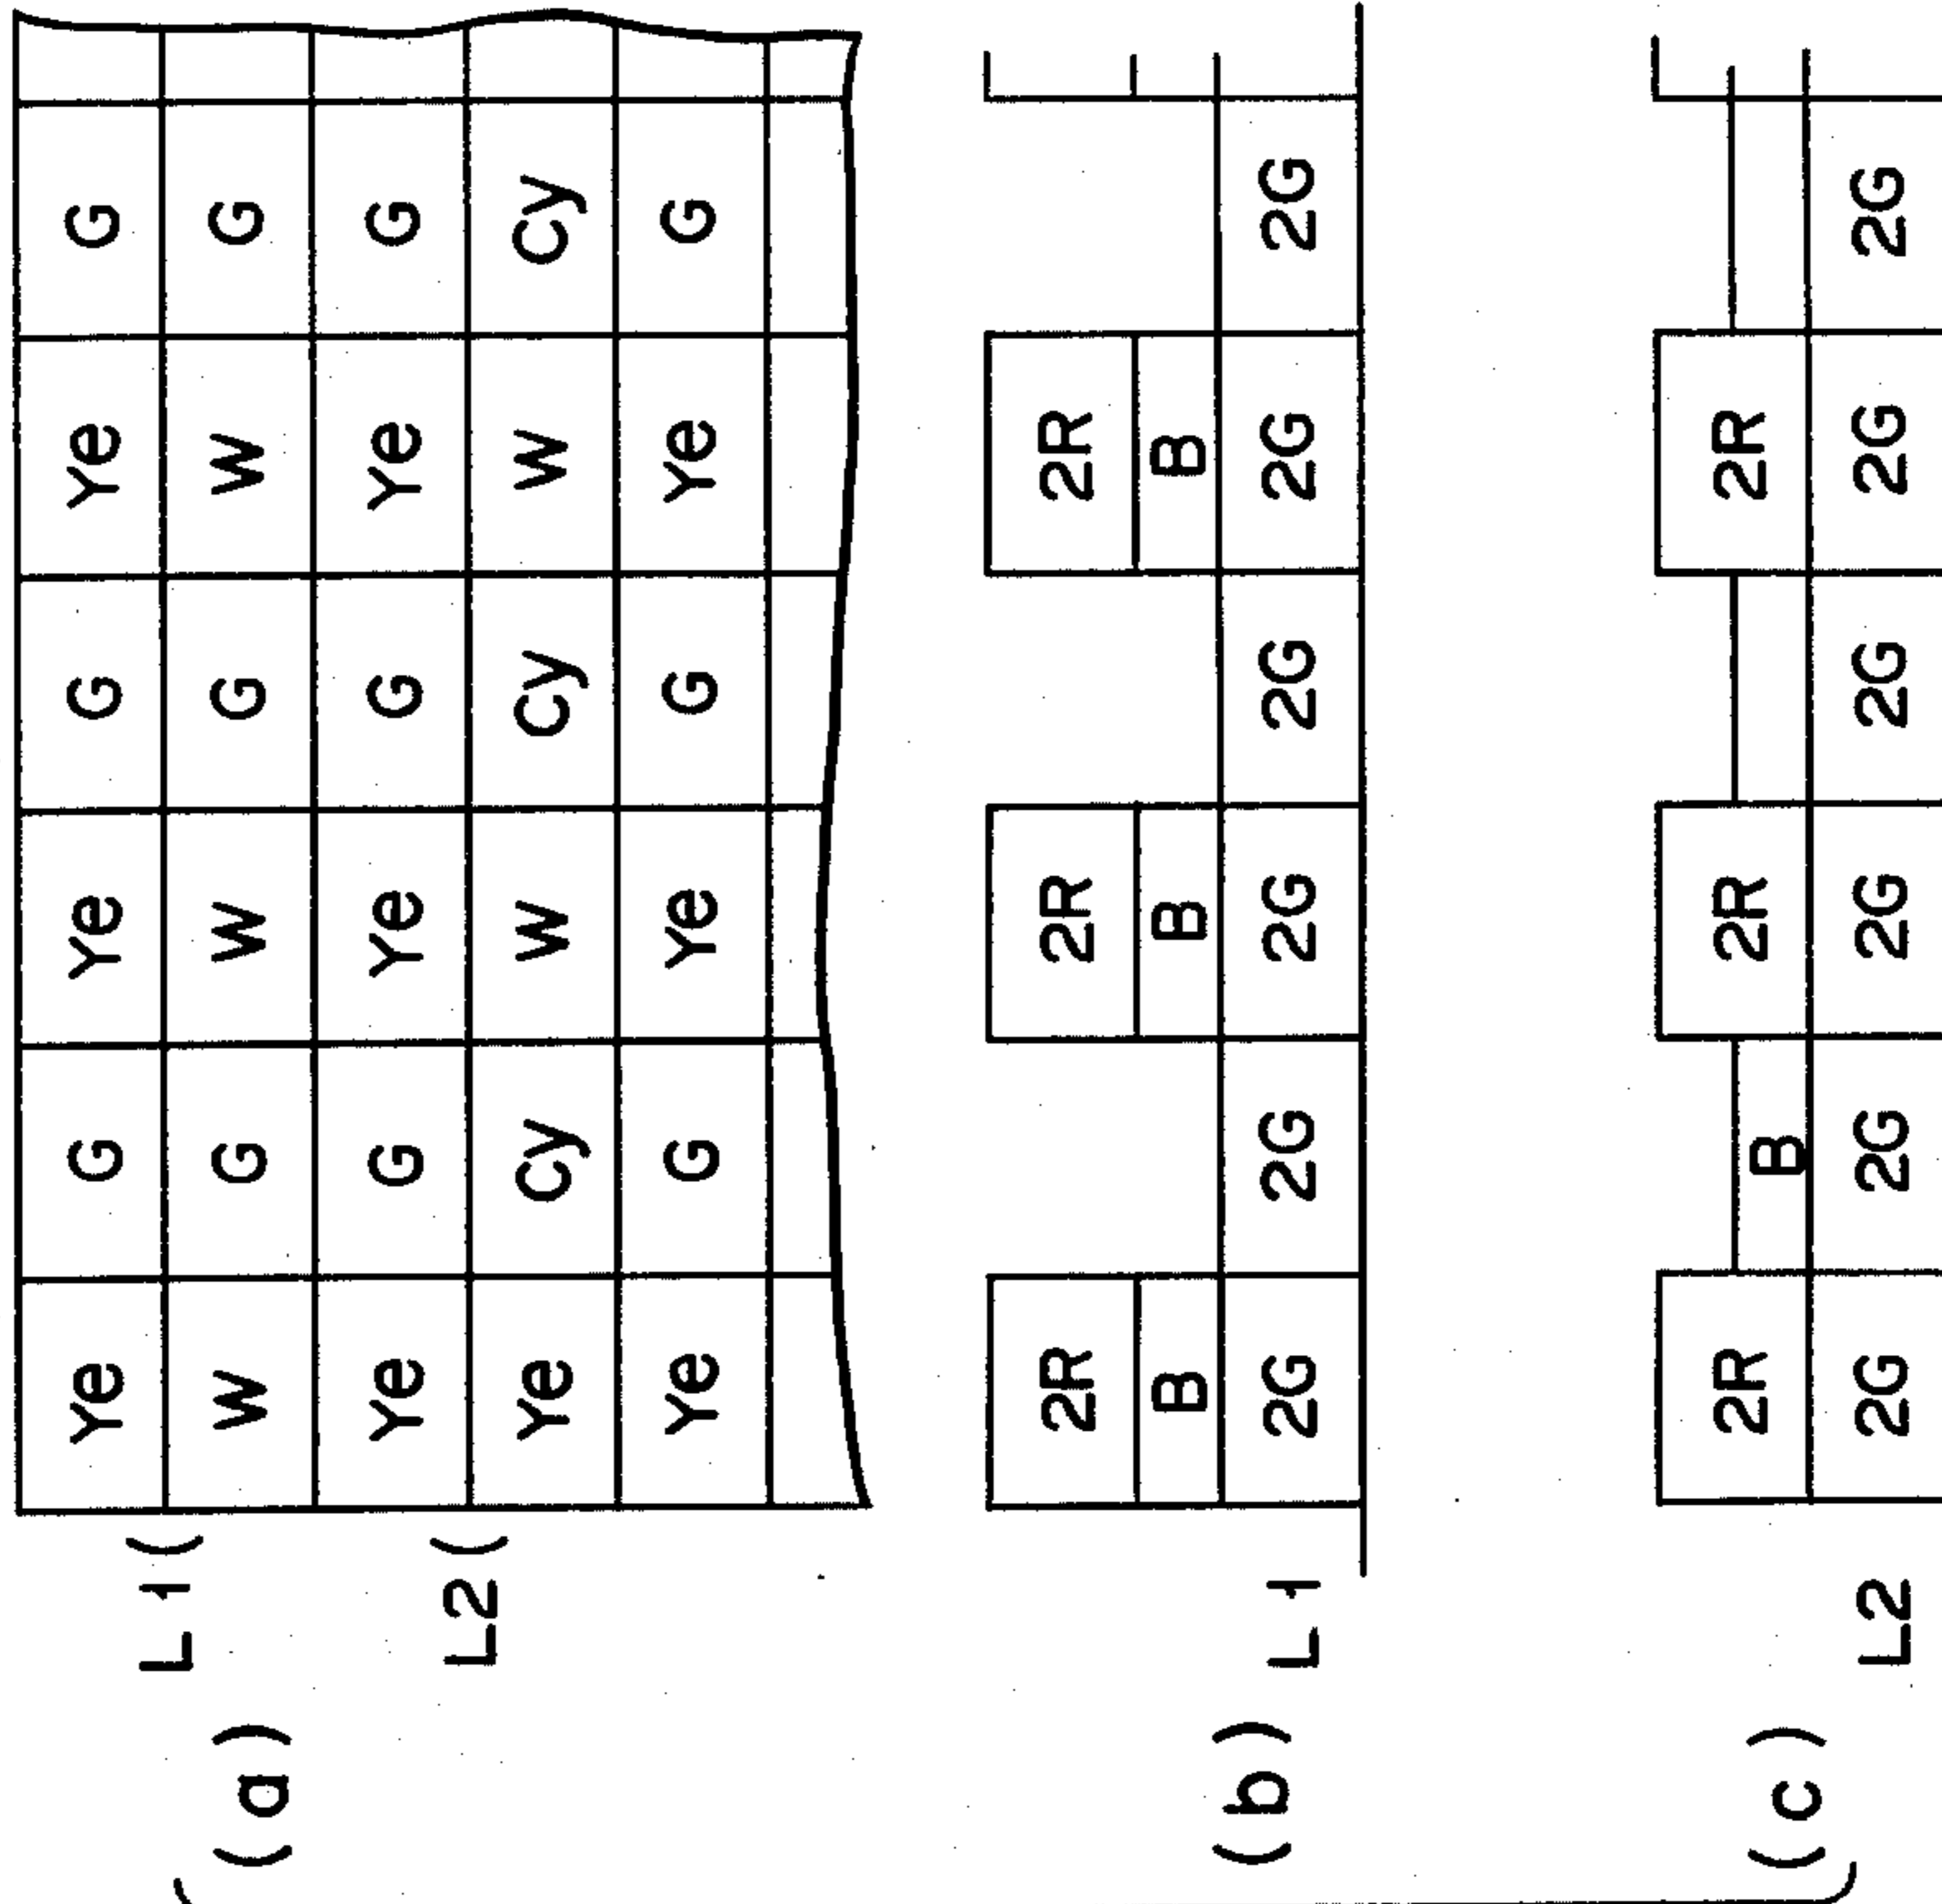 Ye G Ye G Ye G
L1
(a) W G W G W G
Ye G Ye G Ye G
L2
Ye Cy W Cy W Cy
Ye G Ye G Ye G
2R 2R 2R
B B B
(b) L1 2G 2G 2G 2G 2G 2G
2R 2R 2R
(c) B
L2 2G 2G 2G 2G 2G 2G